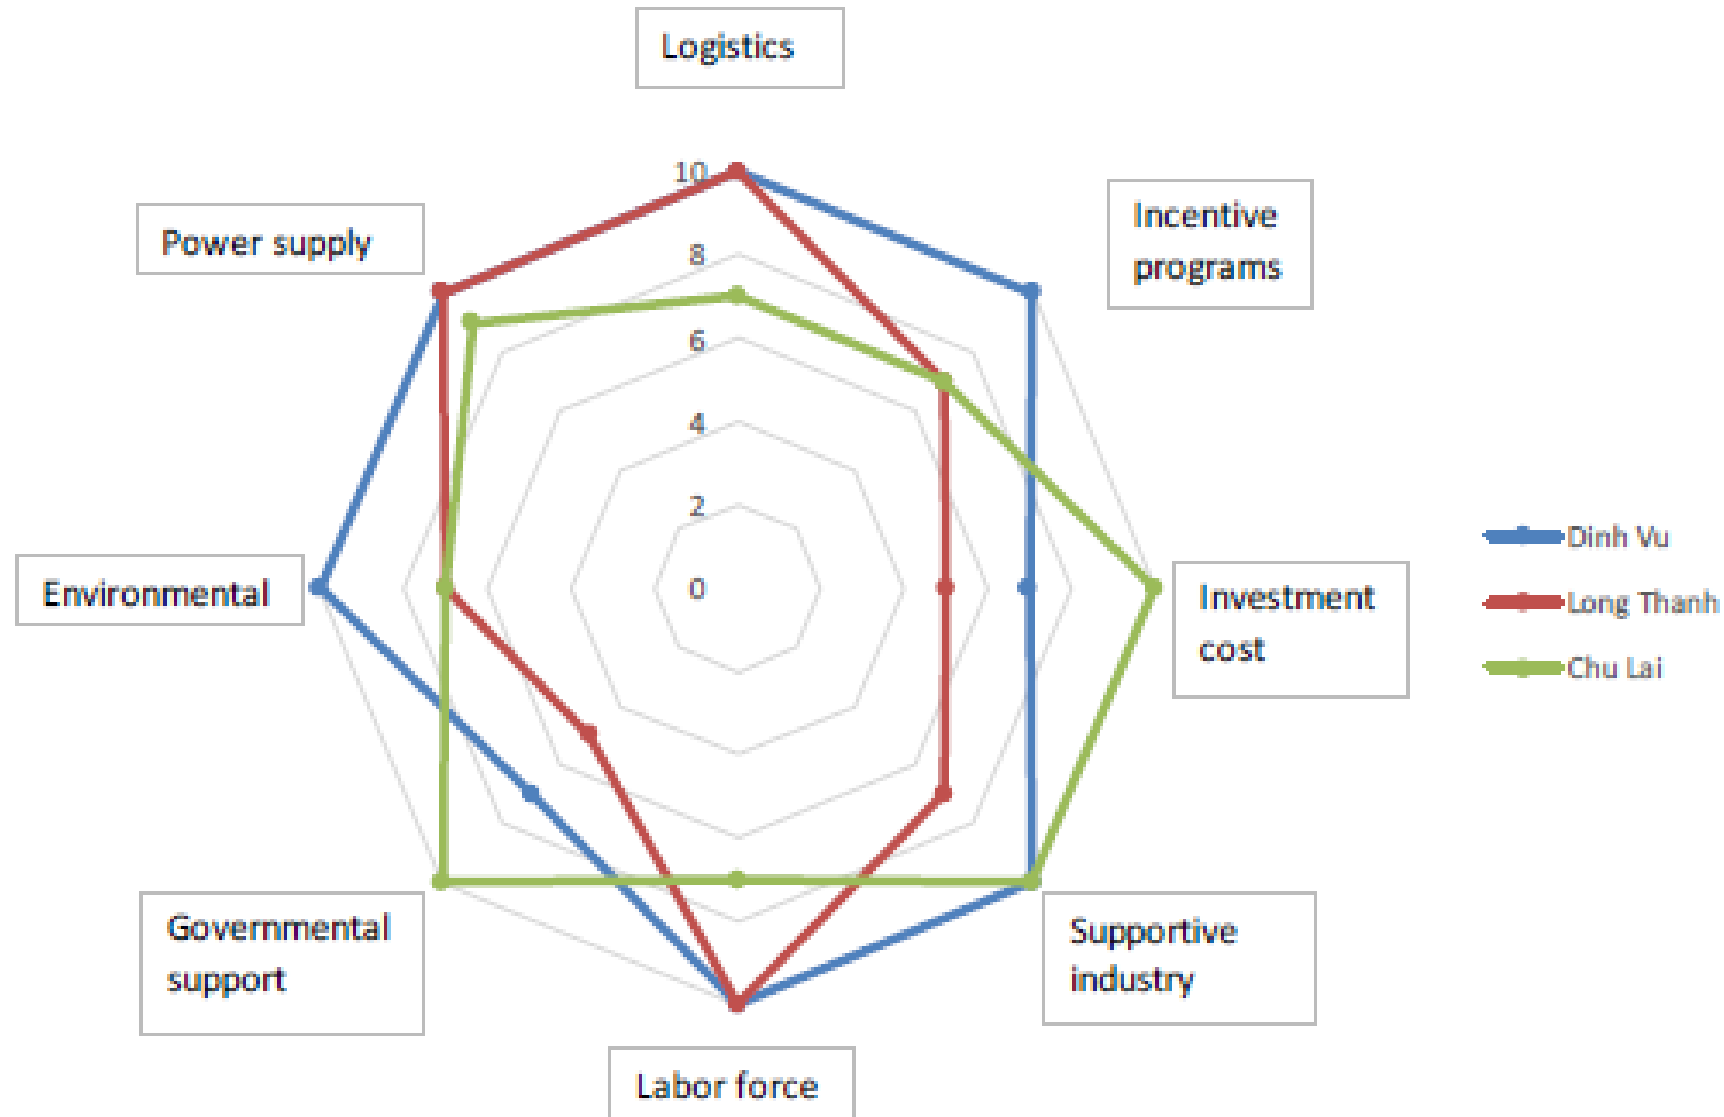 Logistics
Incentive
programs
Power supply
10
8
6
4
2
0
Environmental
Investment
cost
Dinh Vu
Long Thanh
Chu Lai
Governmental
support
Supportive
industry
Labor force